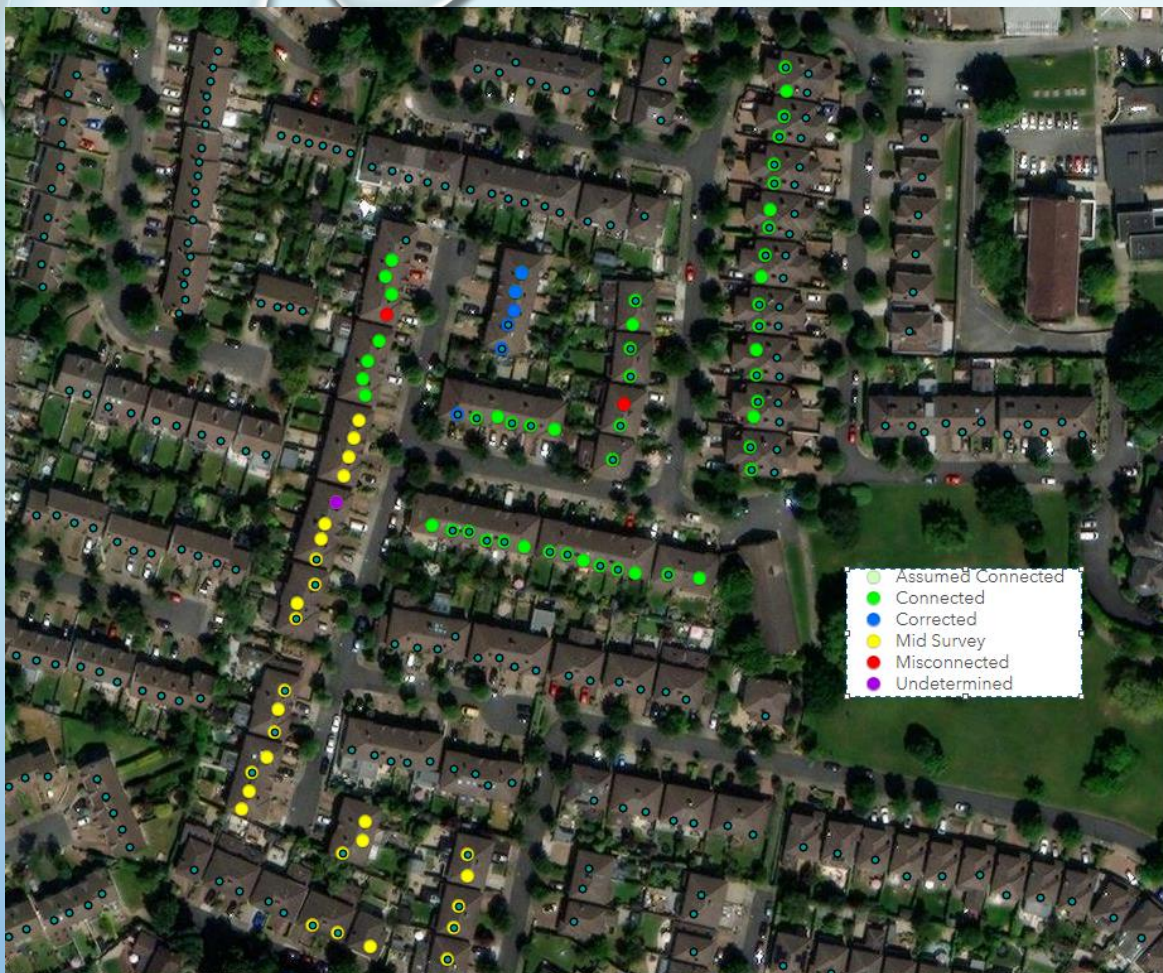 Assumed Connected
Connected
Corrected
Mid Survey
Misconnected
Undetermined